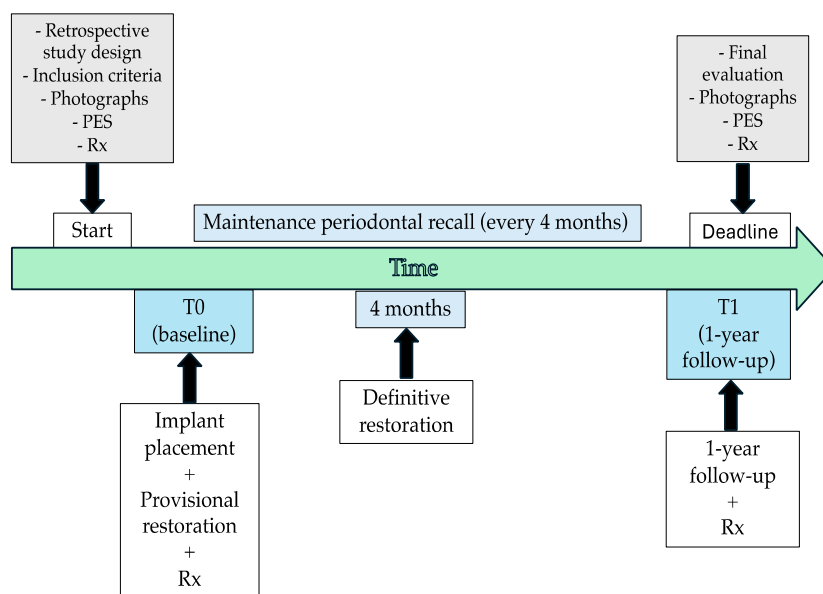 - Retrospective
study design
- Inclusion criteria
- Photographs
- PES
- Rx
- Final
evaluation
- Photographs
- PES
- Rx
Start
Maintenance periodontal recall (every 4 months)
Deadline
Time
T0
(baseline)
4 months
T1
(1-year
follow-up)
Implant
placement
+
Provisional
restoration
+
Rx
Definitive
restoration
1-year
follow-up
+
Rx